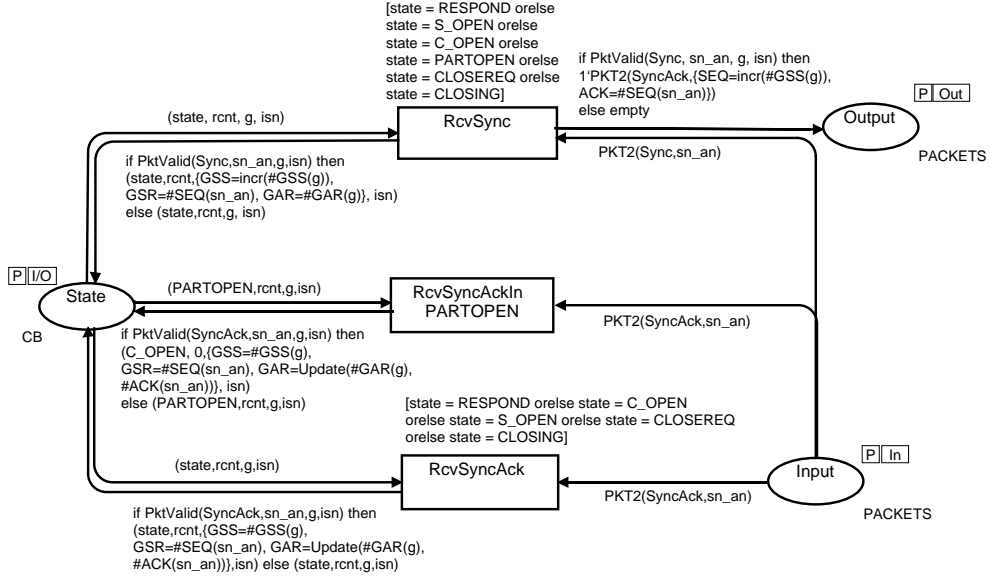 [state = RESPOND orelse
state = S_OPEN orelse
state = C_OPEN orelse
state = PARTOPEN orelse
state = CLOSEREQ orelse
state = CLOSING]
if PktValid(Sync, sn_an, g, isn) then
1'PKT2(SyncAck,{SEQ=incr(#GSS(g)),
ACK=#SEQ(sn_an)})
else empty
P Out
(state, rcnt, g, isn)
RcvSync
Output
PKT2(Sync,sn_an)
PACKETS
if PktValid(Sync,sn_an,g,isn) then
(state,rcnt,{GSS=incr(#GSS(g)),
GSR=#SEQ(sn_an), GAR=#GAR(g)}, isn)
else (state,rcnt,g, isn)
P I/O
State
CB
(PARTOPEN,rcnt,g,isn)
RcvSyncAckIn
PARTOPEN
PKT2(SyncAck,sn_an)
if PktValid(SyncAck,sn_an,g,isn) then
(C_OPEN, 0,{GSS=#GSS(g),
GSR=#SEQ(sn_an), GAR=Update(#GAR(g),
#ACK(sn_an))}, isn)
else (PARTOPEN,rcnt,g,isn)
[state = RESPOND orelse state = C_OPEN
orelse state = S_OPEN orelse state = CLOSEREQ
orelse state = CLOSING]
P In
(state,rcnt,g,isn)
RcvSyncAck
Input
PKT2(SyncAck,sn_an)
PACKETS
if PktValid(SyncAck,sn_an,g,isn) then
(state,rcnt,{GSS=#GSS(g),
GSR=#SEQ(sn_an), GAR=Update(#GAR(g),
#ACK(sn_an))},isn) else (state,rcnt,g,isn)